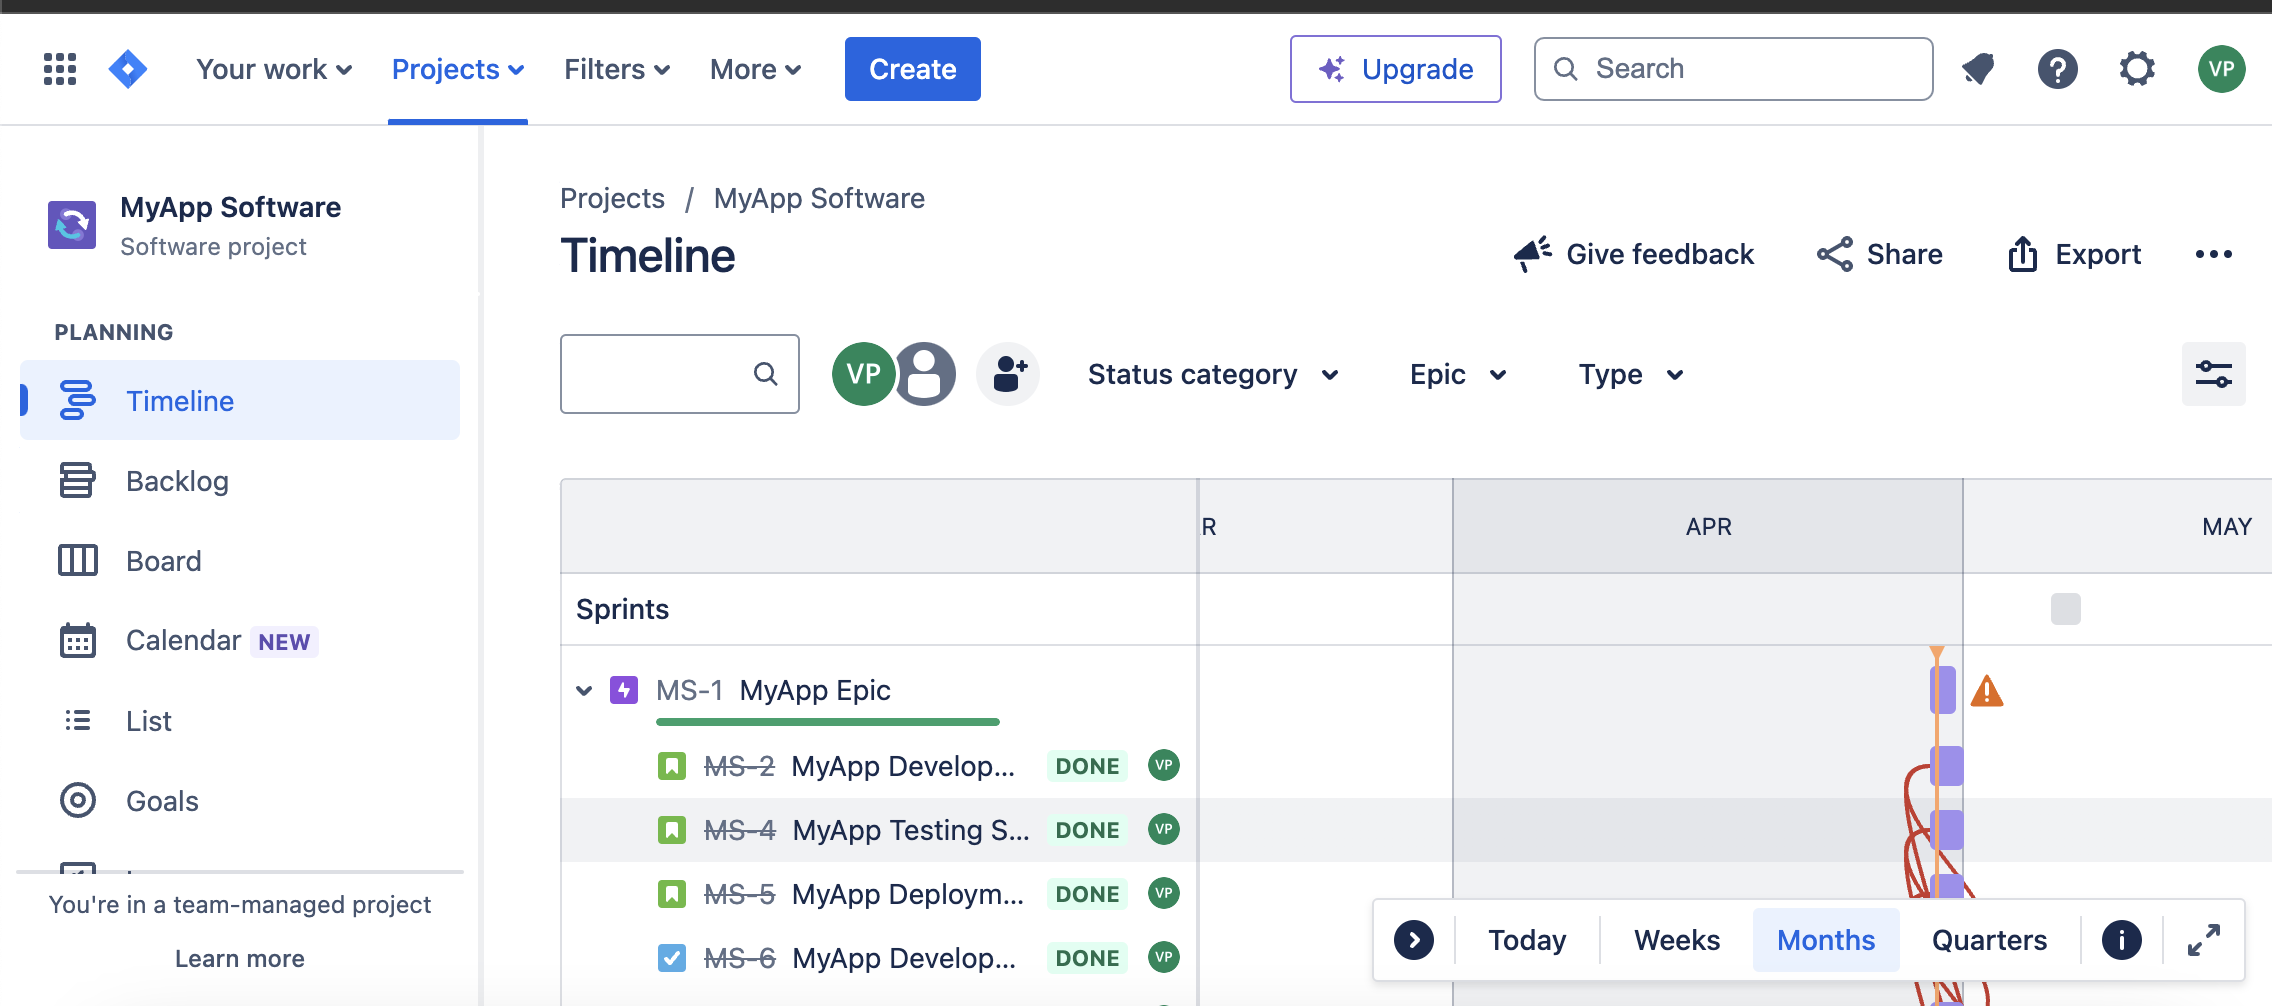 Your work
Projects
Filters
More
Create
Upgrade
Search
VP
MyApp Software
Software project
PLANNING
Timeline
Backlog
Board
Calendar NEW
List
Goals
You're in a team-managed project
Learn more
Projects / MyApp Software
Timeline
Give feedback
Share
Export
VP
Status category
Epic
Type
R
APR
MAY
Sprints
MS-1 MyApp Epic
MS-2 MyApp Develop... DONE VP
MS-4 MyApp Testing S... DONE VP
MS-5 MyApp Deploym... DONE VP
MS-6 MyApp Develop... DONE VP
Today
Weeks
Months
Quarters